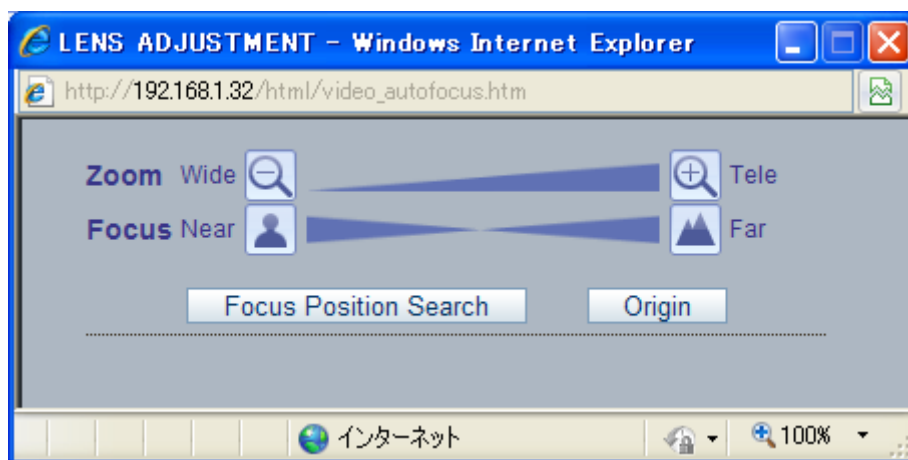 LENS ADJUSTMENT - Windows Internet Explorer
http://192.168.1.32/html/video_autofocus.htm
Zoom Wide Tele
Focus Near Far
Focus Position Search Origin
インターネット 100%